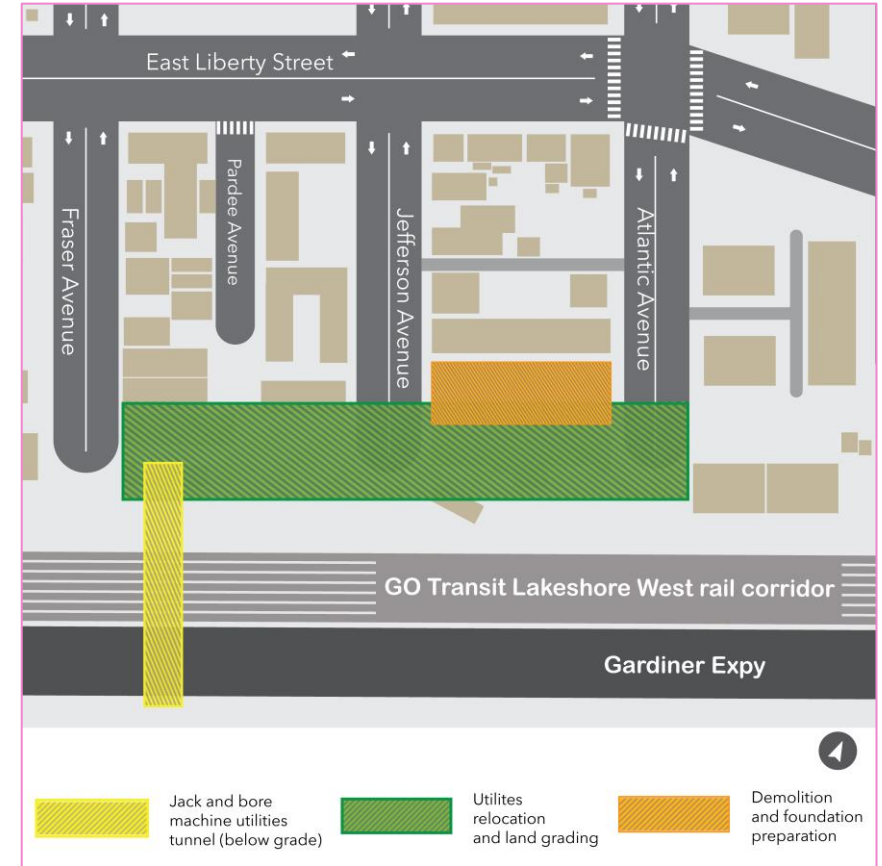 East Liberty Street
Fraser Avenue
Pardee Avenue
Jefferson Avenue
Atlantic Avenue
GO Transit Lakeshore West rail corridor
Gardiner Expy
Jack and bore
machine utilities
tunnel (below grade)
Utilites
relocation
and land grading
Demolition
and foundation
preparation